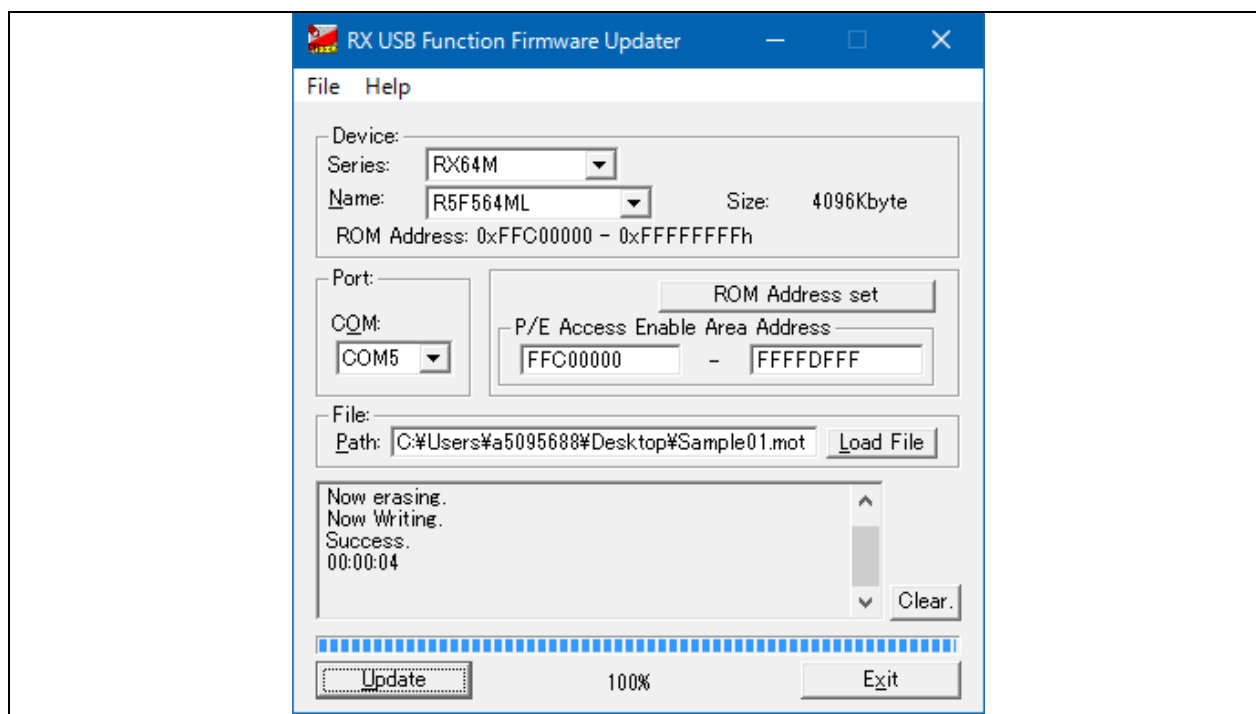 RX USB Function Firmware Updater
File Help
Device:
Series: RX64M
Name: R5F564ML Size: 4096Kbyte
ROM Address: 0xFFC00000 - 0xFFFFFFFFh
Port:
ROM Address set
COM:
P/E Access Enable Area Address
COM5 FFC00000 - FFFFDFFF
File:
Path: C:¥Users¥a5095688¥Desktop¥Sample01.mot Load File
Now erasing.
Now Writing.
Success.
00:00:04
Clear.
Update 100% Exit